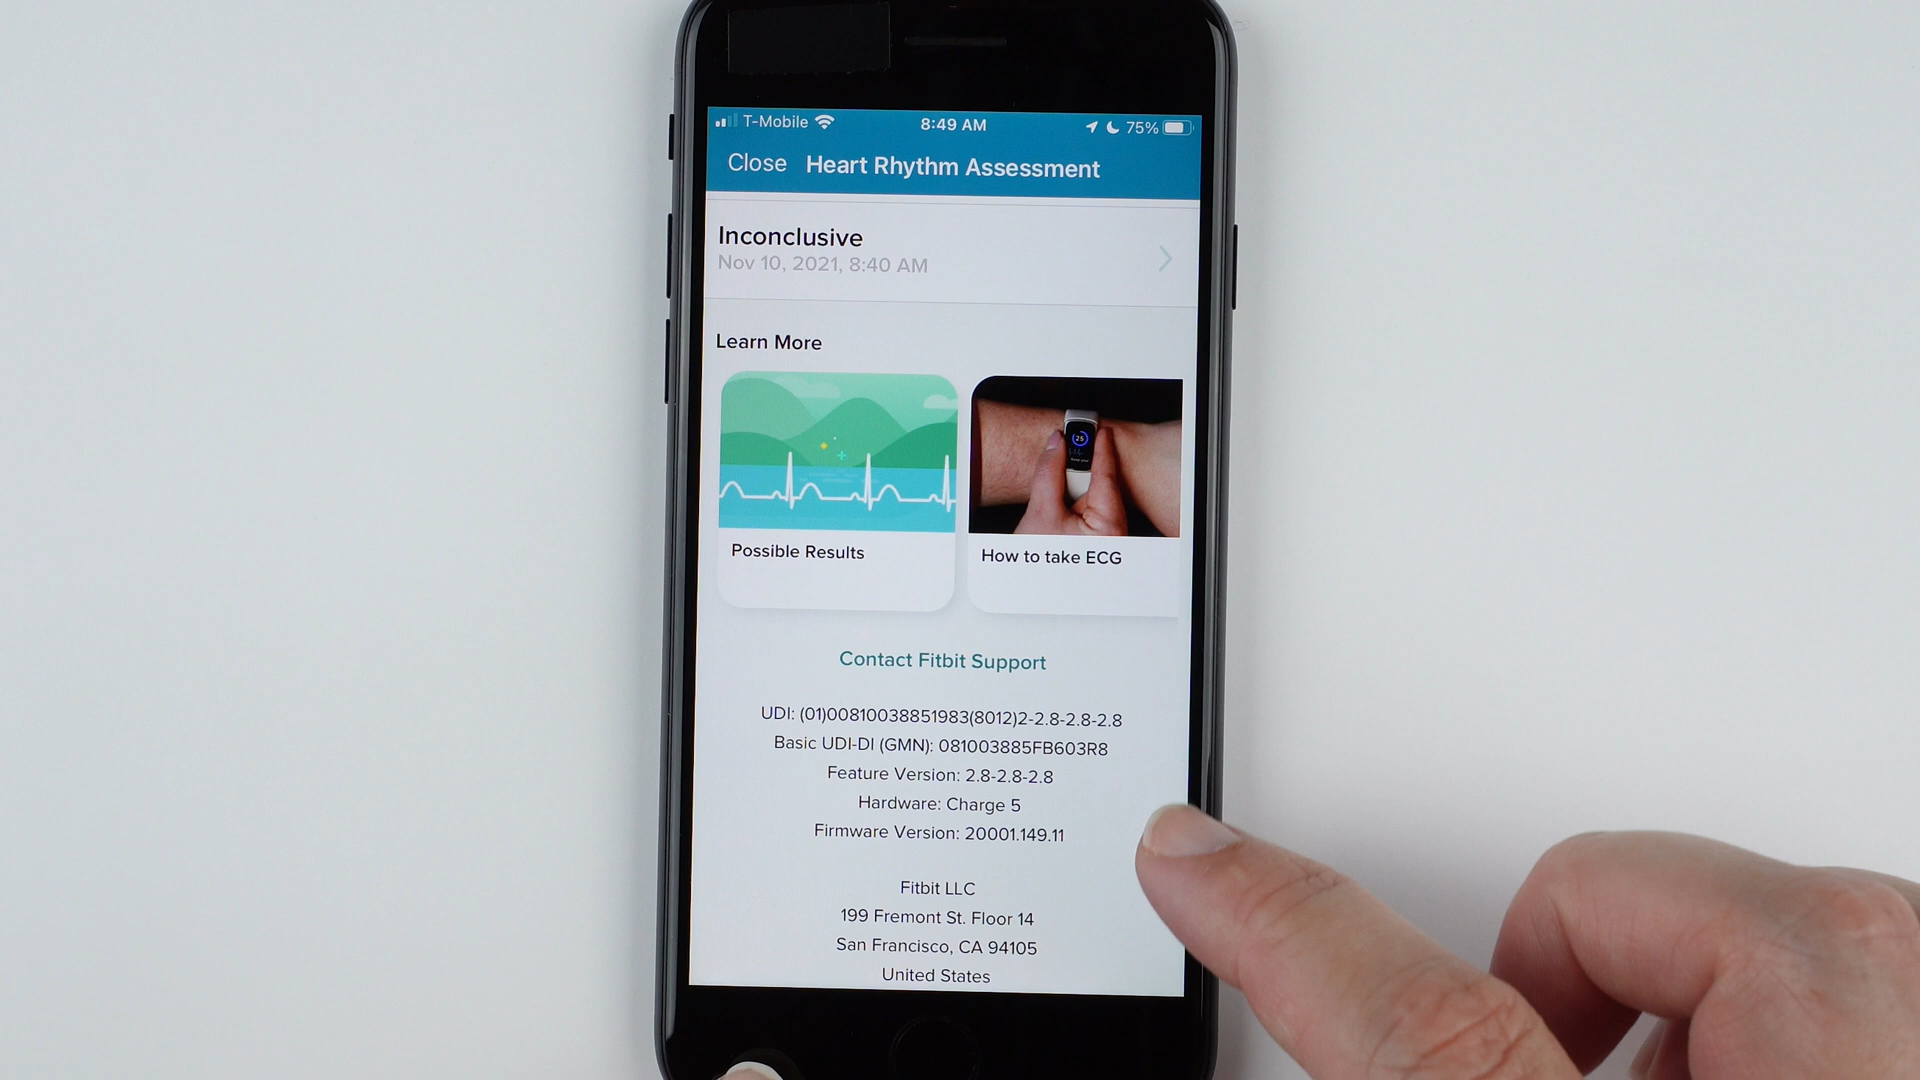 T-Mobile
8:49 AM
75%
Close Heart Rhythm Assessment
Inconclusive
Nov 10, 2021, 8:40 AM
Learn More
25
Possible Results
How to take ECG
Contact Fitbit Support
UDI: (01)00810038851983(8012)2-2.8-2.8-2.8
Basic UDI-DI (GMN): 081003885FB603R8
Feature Version: 2.8-2.8-2.8
Hardware: Charge 5
Firmware Version: 20001.149.11
Fitbit LLC
199 Fremont St. Floor 14
San Francisco, CA 94105
United States